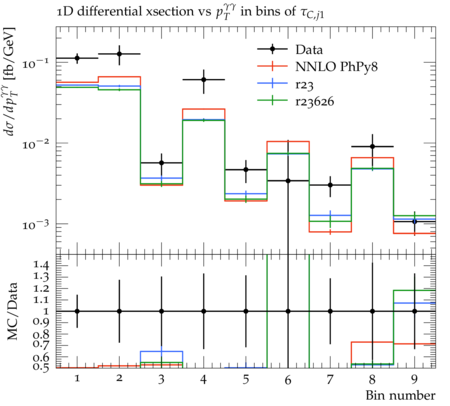 1D differential xsection vs p_T^{γγ} in bins of τ_{C,j1}
dσ/dp_T^{γγ} [fb/GeV]
10^{−1}
10^{−2}
10^{−3}
Data
NNLO PhPy8
r23
r23626
MC/Data
1.4
1.3
1.2
1.1
1
0.9
0.8
0.7
0.6
0.5
1 2 3 4 5 6 7 8 9
Bin number